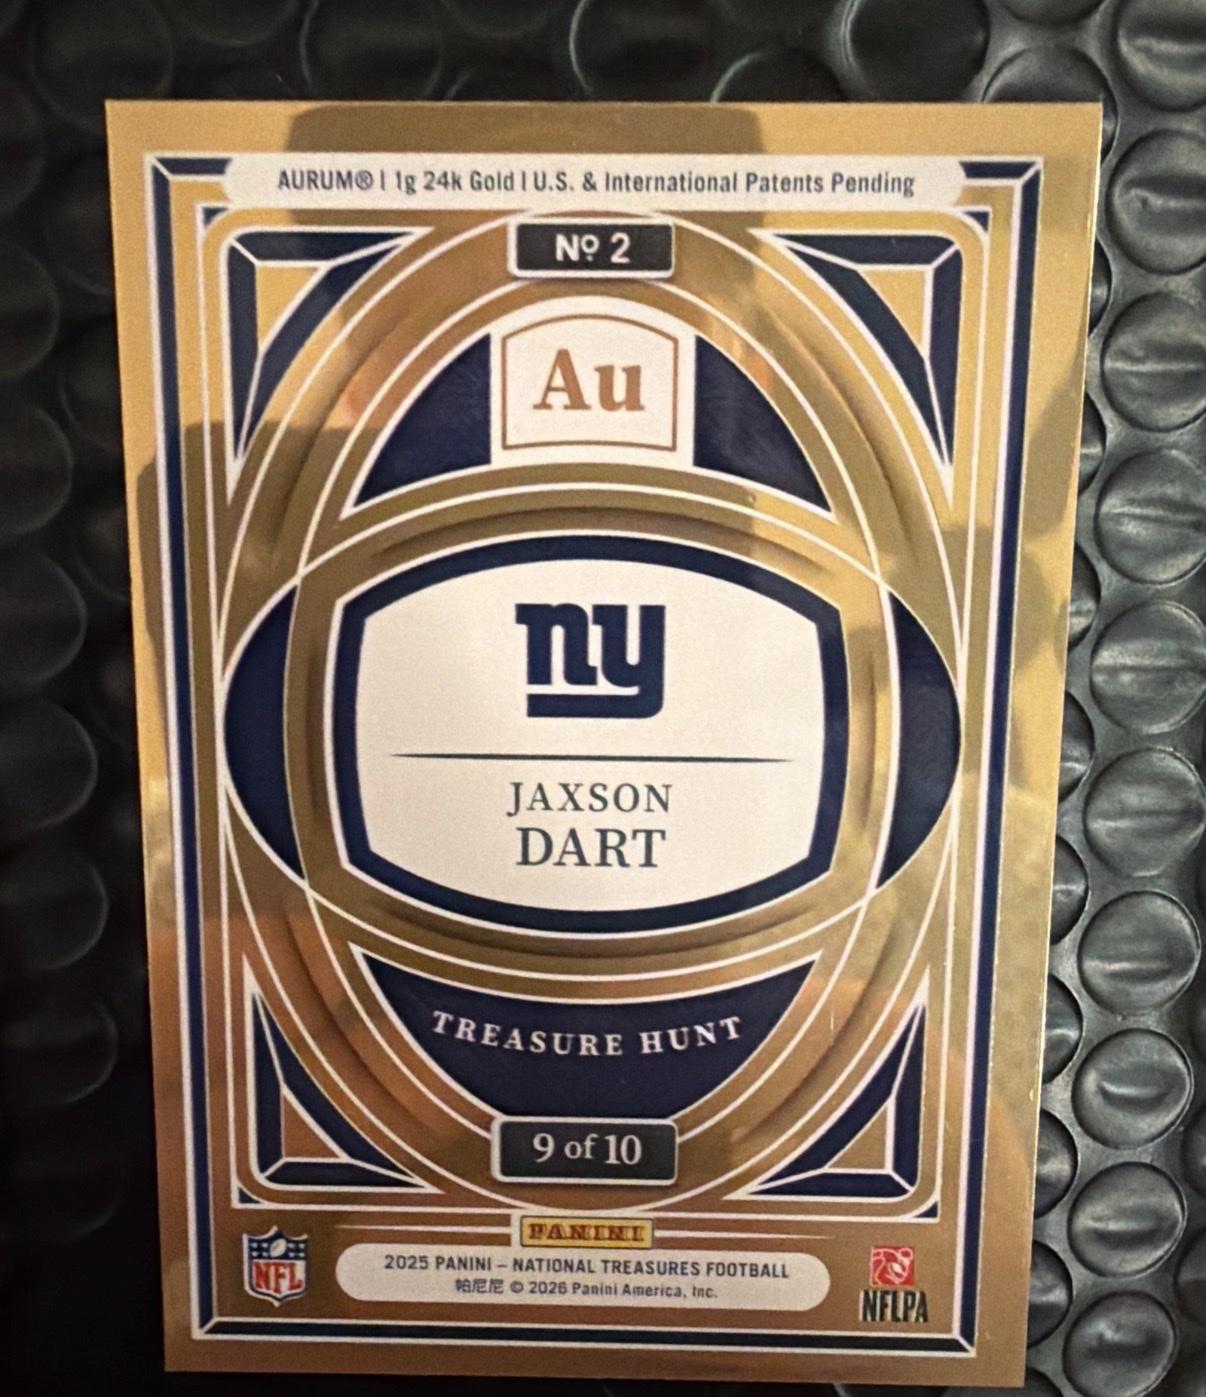 AURUM® | 1g 24k Gold | U.S. & International Patents Pending
Nº 2
Au
ny
JAXSON
DART
TREASURE HUNT
9 of 10
PANINI
2025 PANINI – NATIONAL TREASURES FOOTBALL
帕尼尼 © 2026 Panini America, Inc.
NFL
NFLPA